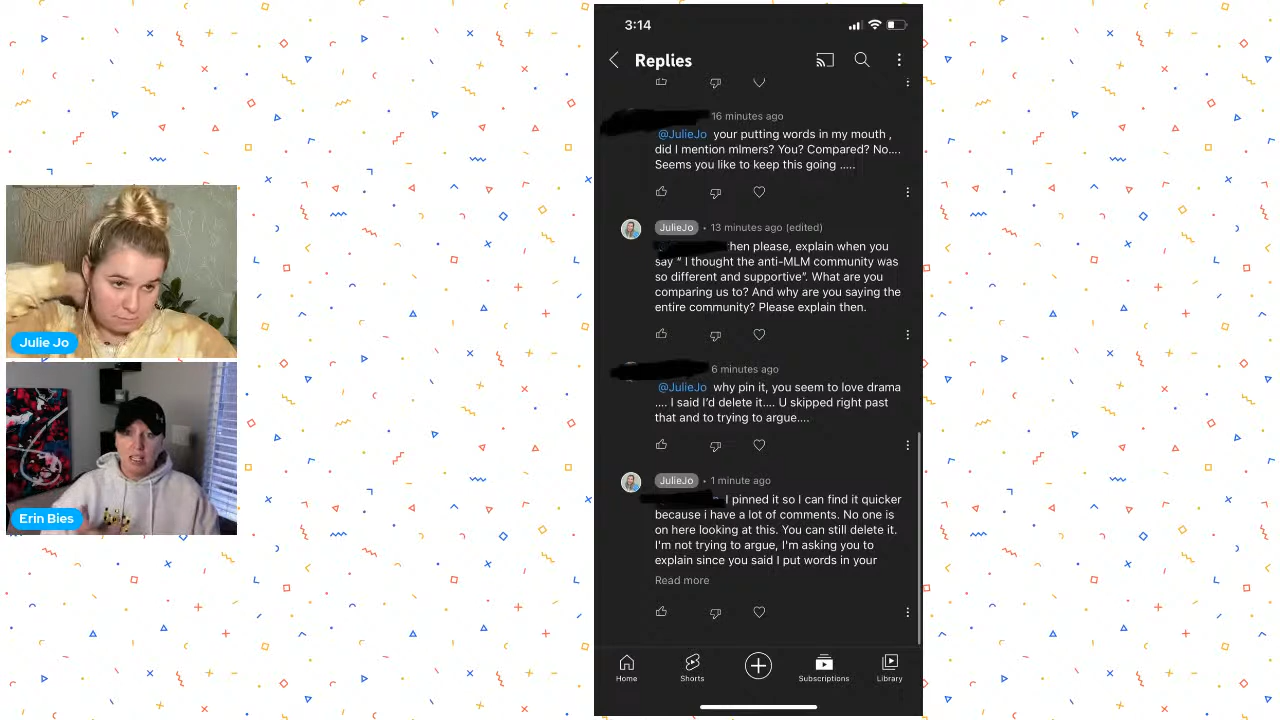 3:14
Replies
16 minutes ago
@JulieJo your putting words in my mouth ,
did I mention mlmers? You? Compared? No....
Seems you like to keep this going .....
JulieJo • 13 minutes ago (edited)
hen please, explain when you
say “ I thought the anti-MLM community was
so different and supportive”. What are you
comparing us to? And why are you saying the
entire community? Please explain then.
6 minutes ago
@JulieJo why pin it, you seem to love drama
.... I said I’d delete it.... U skipped right past
that and to trying to argue....
JulieJo • 1 minute ago
I pinned it so I can find it quicker
because i have a lot of comments. No one is
on here looking at this. You can still delete it.
I'm not trying to argue, I'm asking you to
explain since you said I put words in your
Read more
Home
Shorts
Subscriptions
Library
Julie Jo
Erin Bies